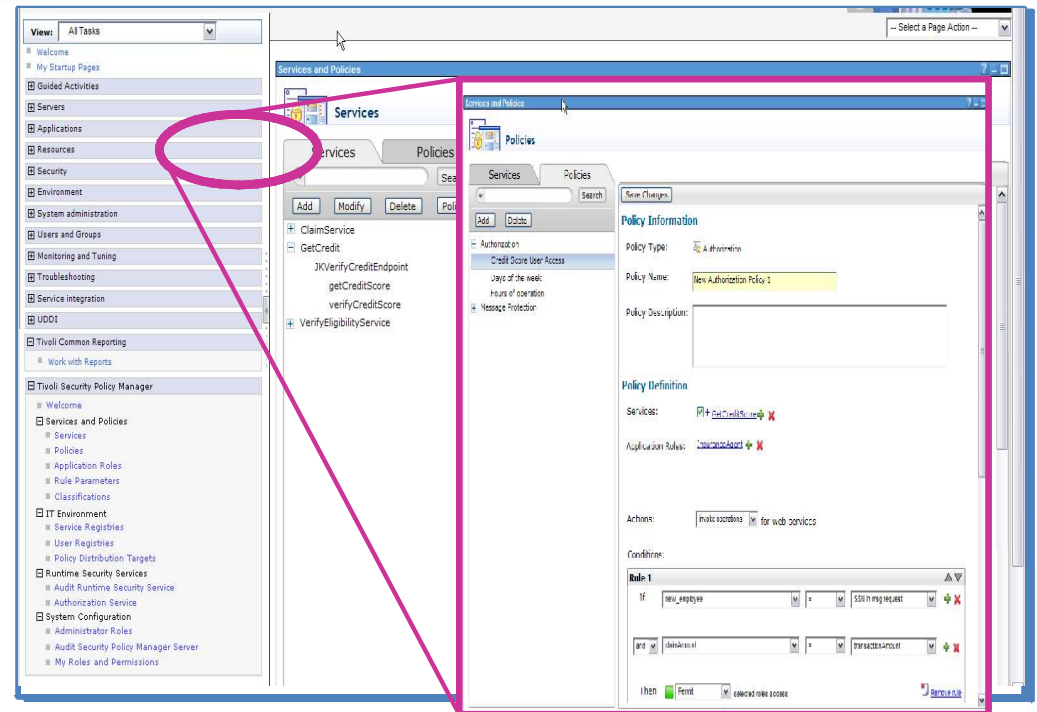 View: All Tasks
-- Select a Page Action --
Welcome
My Startup Pages
Guided Activities
Servers
Applications
Resources
Security
Environment
System administration
Users and Groups
Monitoring and Tuning
Troubleshooting
Service integration
UDDI
Tivoli Common Reporting
Work with Reports
Tivoli Security Policy Manager
Welcome
Services and Policies
Services
Policies
Application Roles
Rule Parameters
Classifications
IT Environment
Service Registries
User Registries
Policy Distribution Targets
Runtime Security Services
Audit Runtime Security Service
Authorization Service
System Configuration
Administrator Roles
Audit Security Policy Manager Server
My Roles and Permissions
Services and Policies
Services
Services Policies
Sea
Add Modify Delete Poli
ClaimService
GetCredit
JKVerifyCreditEndpoint
getCreditScore
verifyCreditScore
VerifyEligibilityService
Services and Policies
Policies
Services Policies
Search
Add Delete
Authorization
Credit Score User Access
Days of the week
Hours of operation
Message Protection
Save Changes
Policy Information
Policy Type: Authorization
Policy Name: New Authorization Policy 1
Policy Description:
Policy Definition
Services: + GetCreditScore
Application Roles: InsuranceAgent
Actions: invoke operations for web services
Conditions:
Rule 1
If new_employee = SSN in msg request
and claimAmount = transactionAmount
Then Permit selected roles access
Remove rule